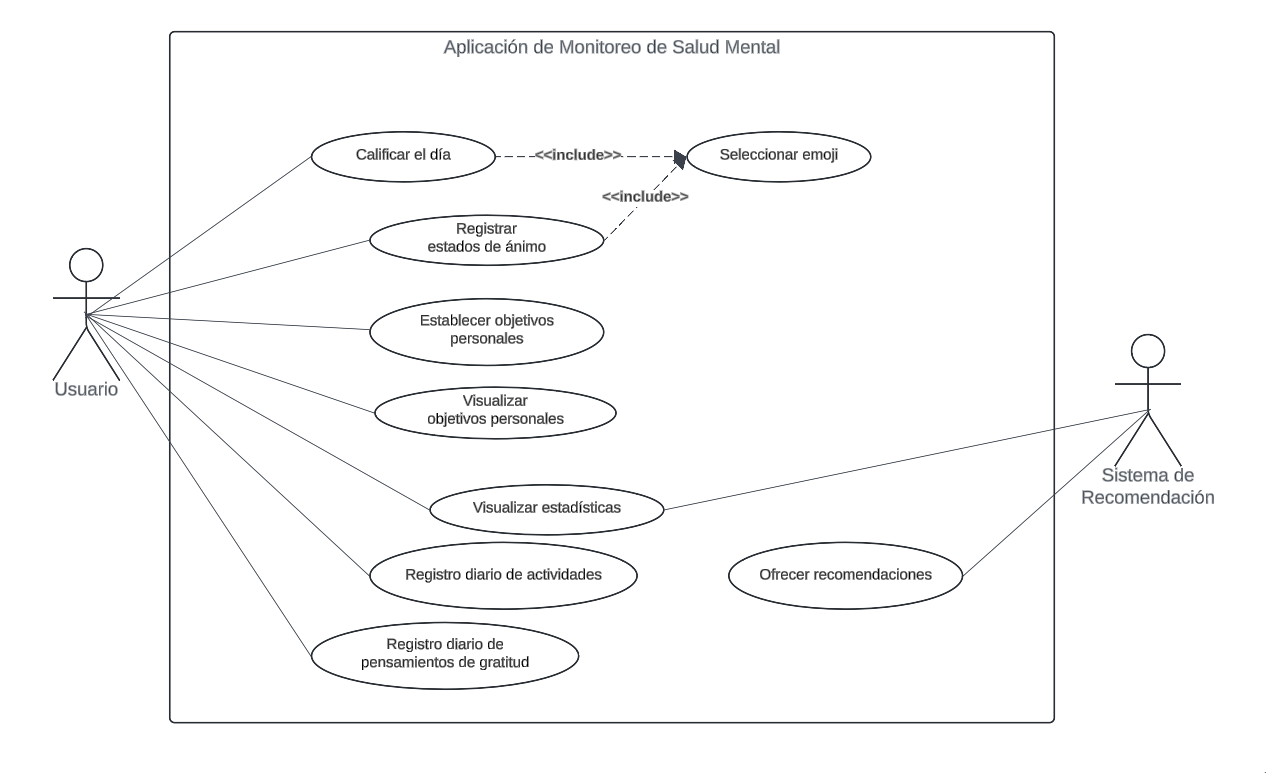 Aplicación de Monitoreo de Salud Mental
Calificar el día
<<include>>
Seleccionar emoji
<<include>>
Registrar
estados de ánimo
Usuario
Establecer objetivos
personales
Visualizar
objetivos personales
Sistema de
Recomendación
Visualizar estadísticas
Registro diario de actividades
Ofrecer recomendaciones
Registro diario de
pensamientos de gratitud